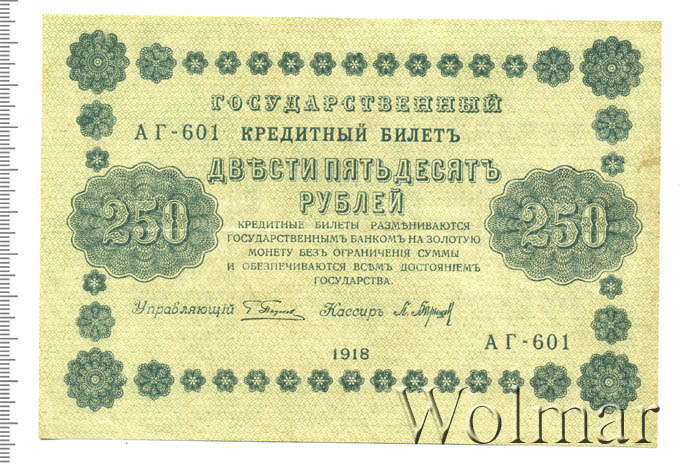 ГОСУДАРСТВЕННЫЙ
АГ-601 КРЕДИТНЫЙ БИЛЕТЪ
ДВѢСТИ ПЯТЬДЕСЯТЪ
РУБЛЕЙ
250 250
КРЕДИТНЫЕ БИЛЕТЫ РАЗМѢНИВАЮТСЯ
ГОСУДАРСТВЕННЫМЪ БАНКОМЪ НА ЗОЛОТУЮ
МОНЕТУ БЕЗЪ ОГРАНИЧЕНІЯ СУММЫ
И ОБЕЗПЕЧИВАЮТСЯ ВСѢМЪ ДОСТОЯНІЕМЪ
ГОСУДАРСТВА.
Управляющій Кассиръ
1918
АГ-601
Wolmar